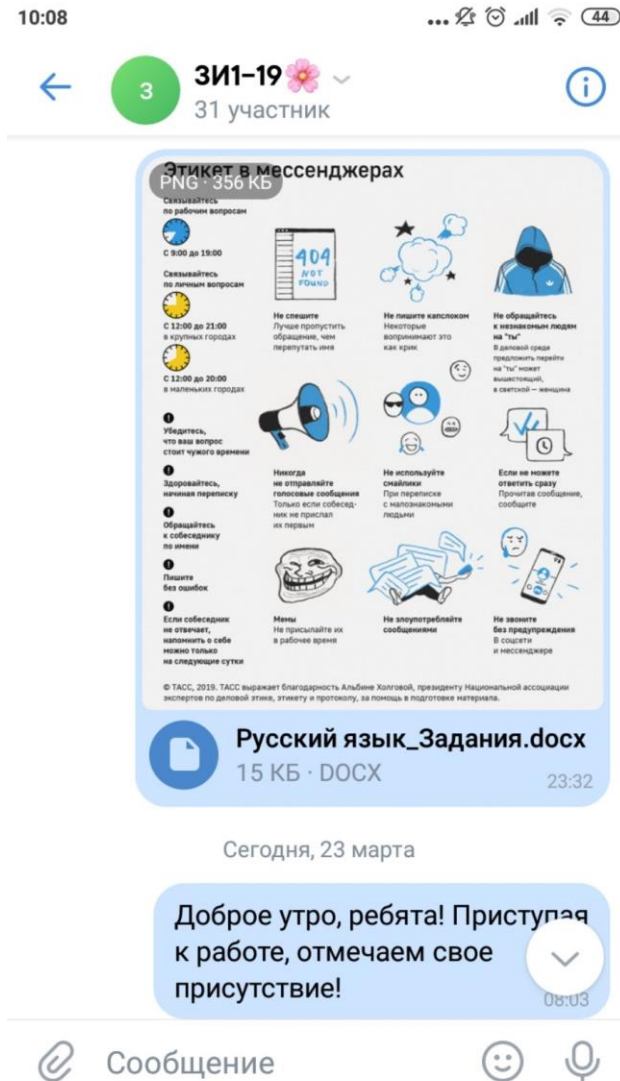 10:08
44
З
ЗИ1-19
31 участник
Этикет в мессенджерах
PNG · 356 КБ
Связывайтесь
по рабочим вопросам
С 9:00 до 19:00
Связывайтесь
по личным вопросам
С 12:00 до 21:00
в крупных городах
С 12:00 до 20:00
в маленьких городах
Убедитесь,
что ваш вопрос
стоит чужого времени
Здоровайтесь,
начиная переписку
Обращайтесь
к собеседнику
по имени
Пишите
без ошибок
Если собеседник
не отвечает,
напомнить о себе
можно только
на следующие сутки
404
NOT
FOUND
Не спешите
Лучше пропустить
обращение, чем
перепутать имя
Не пишите капслоком
Некоторые
воспринимают это
как крик
Не обращайтесь
к незнакомым людям
на "ты"
В деловой среде
предложить перейти
на "ты" может
вышестоящий,
в светской — женщина
Никогда
не отправляйте
голосовые сообщения
Только если собесед-
ник не прислал
их первым
Не используйте
смайлики
При переписке
с малознакомыми
людьми
Если не можете
ответить сразу
Прочитав сообщение,
сообщите
Мемы
Не присылайте их
в рабочее время
Не злоупотребляйте
сообщениями
Не звоните
без предупреждения
В соцсети
и мессенджере
© ТАСС, 2019. ТАСС выражает благодарность Альбине Холговой, президенту Национальной ассоциации
экспертов по деловой этике, этикету и протоколу, за помощь в подготовке материала.
Русский язык_Задания.docx
15 КБ · DOCX
23:32
Сегодня, 23 марта
Доброе утро, ребята! Приступая
к работе, отмечаем свое
присутствие!
08:03
Сообщение